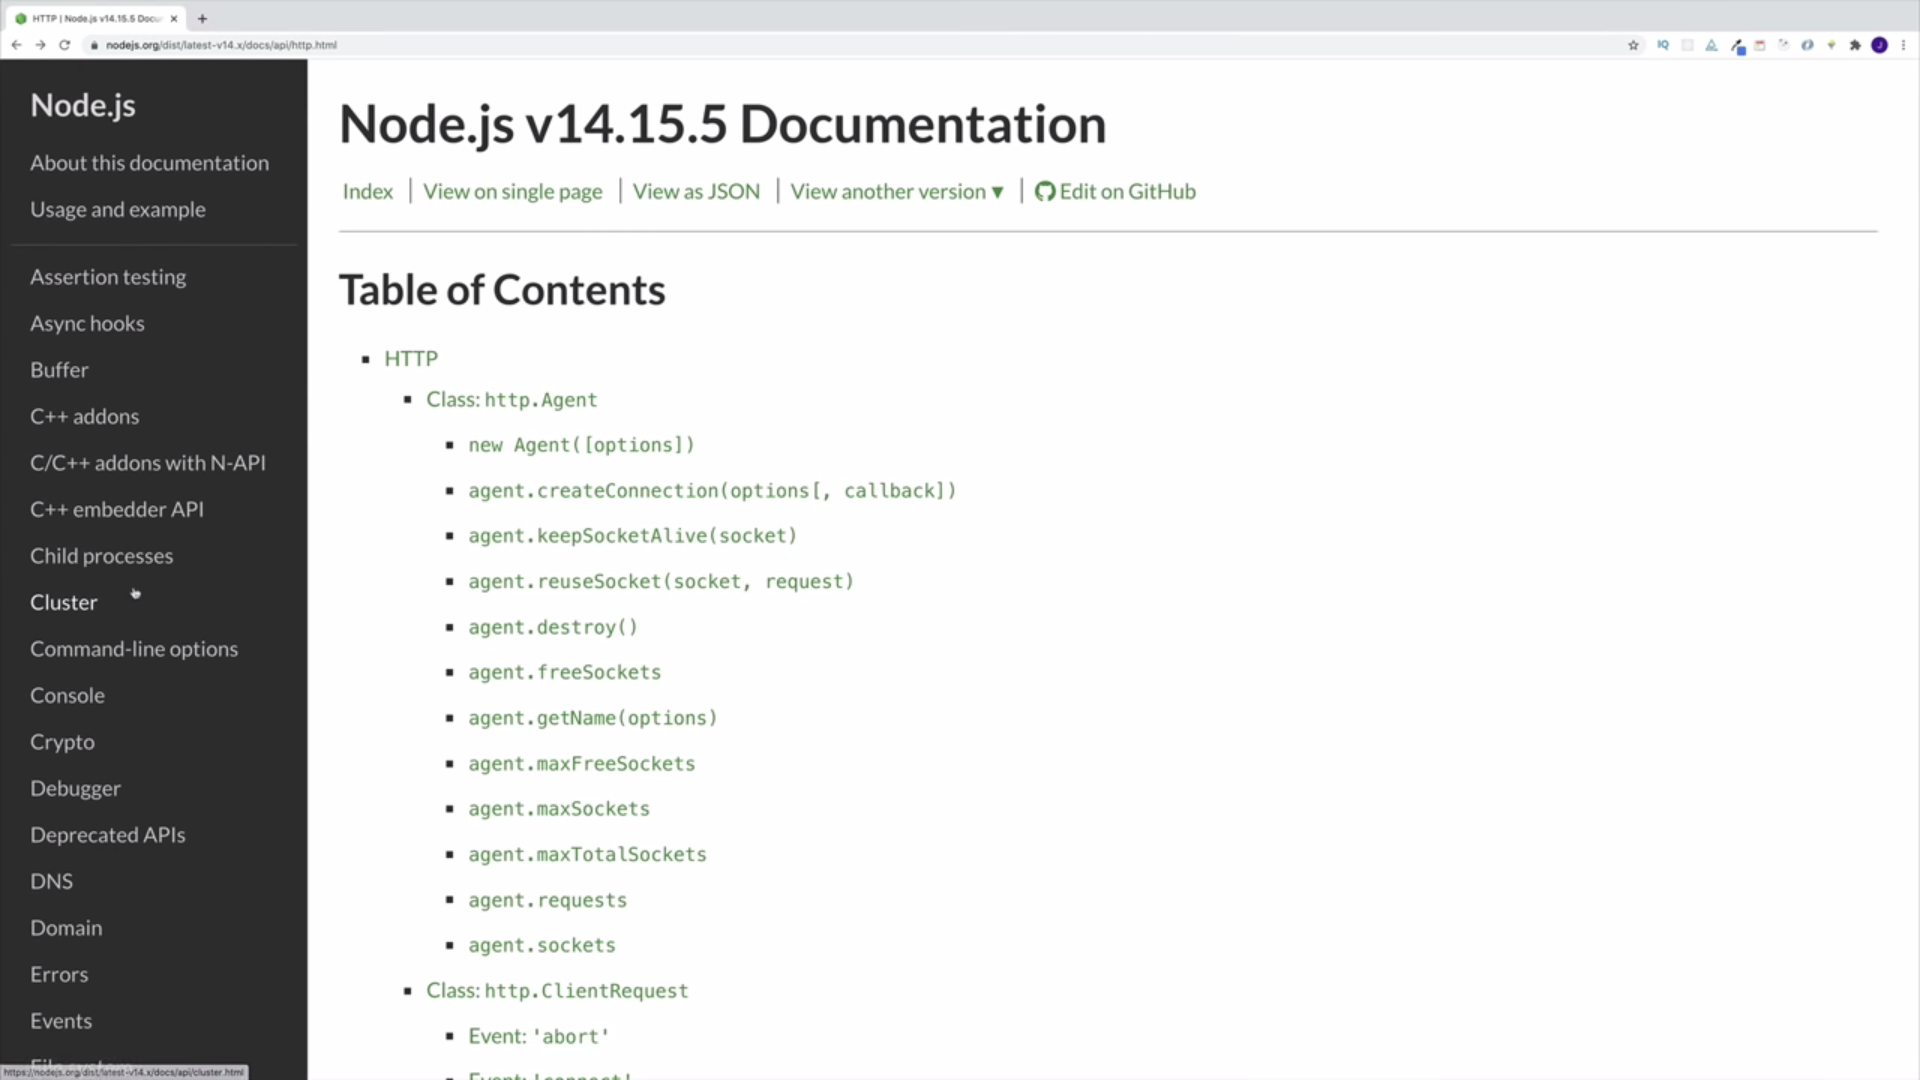 HTTP | Node.js v14.15.5 Docu
nodejs.org/dist/latest-v14.x/docs/api/http.html
IQ
J
Node.js
About this documentation
Usage and example
Assertion testing
Async hooks
Buffer
C++ addons
C/C++ addons with N-API
C++ embedder API
Child processes
Cluster
Command-line options
Console
Crypto
Debugger
Deprecated APIs
DNS
Domain
Errors
Events
File system
https://nodejs.org/dist/latest-v14.x/docs/api/cluster.html
Node.js v14.15.5 Documentation
Index | View on single page | View as JSON | View another version ▼ | Edit on GitHub
Table of Contents
HTTP
Class: http.Agent
new Agent([options])
agent.createConnection(options[, callback])
agent.keepSocketAlive(socket)
agent.reuseSocket(socket, request)
agent.destroy()
agent.freeSockets
agent.getName(options)
agent.maxFreeSockets
agent.maxSockets
agent.maxTotalSockets
agent.requests
agent.sockets
Class: http.ClientRequest
Event: 'abort'
Event: 'connect'